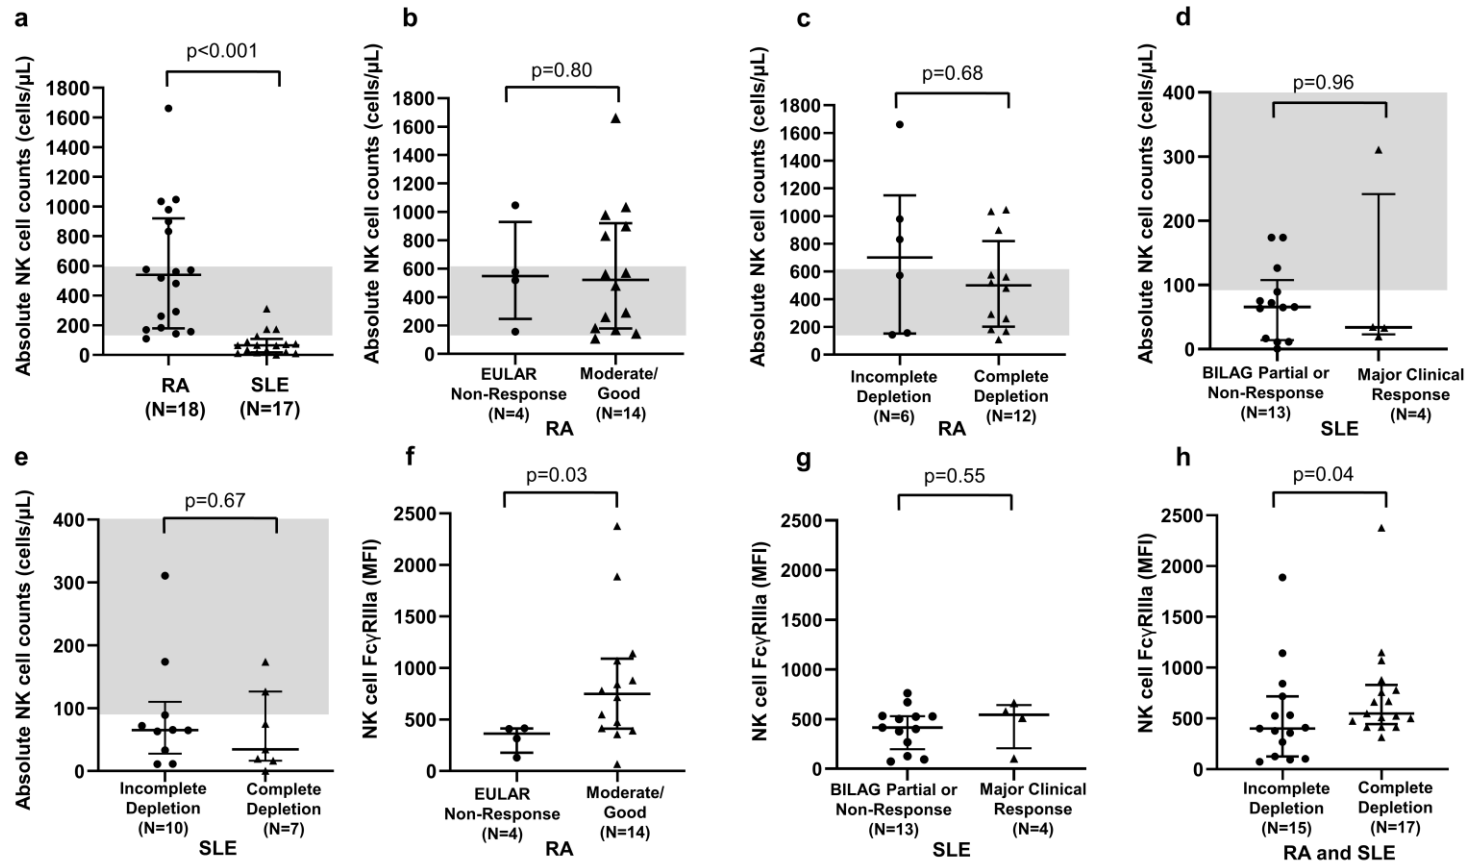 a
Absolute NK cell counts (cells/µL)
p<0.001
1800
1600
1400
1200
1000
800
600
400
200
0
RA
(N=18)
SLE
(N=17)
b
Absolute NK cell counts (cells/µL)
p=0.80
1800
1600
1400
1200
1000
800
600
400
200
0
EULAR
Non-Response
(N=4)
Moderate/
Good
(N=14)
RA
c
Absolute NK cell counts (cells/µL)
p=0.68
1800
1600
1400
1200
1000
800
600
400
200
0
Incomplete
Depletion
(N=6)
Complete
Depletion
(N=12)
RA
d
Absolute NK cell counts (cells/µL)
p=0.96
400
300
200
100
0
BILAG Partial or
Non-Response
(N=13)
Major Clinical
Response
(N=4)
SLE
e
Absolute NK cell counts (cells/µL)
p=0.67
400
300
200
100
0
Incomplete
Depletion
(N=10)
Complete
Depletion
(N=7)
SLE
f
NK cell FcγRIIIa (MFI)
p=0.03
2500
2000
1500
1000
500
0
EULAR
Non-Response
(N=4)
Moderate/
Good
(N=14)
RA
g
NK cell FcγRIIIa (MFI)
p=0.55
2500
2000
1500
1000
500
0
BILAG Partial or
Non-Response
(N=13)
Major Clinical
Response
(N=4)
SLE
h
NK cell FcγRIIIa (MFI)
p=0.04
2500
2000
1500
1000
500
0
Incomplete
Depletion
(N=15)
Complete
Depletion
(N=17)
RA and SLE